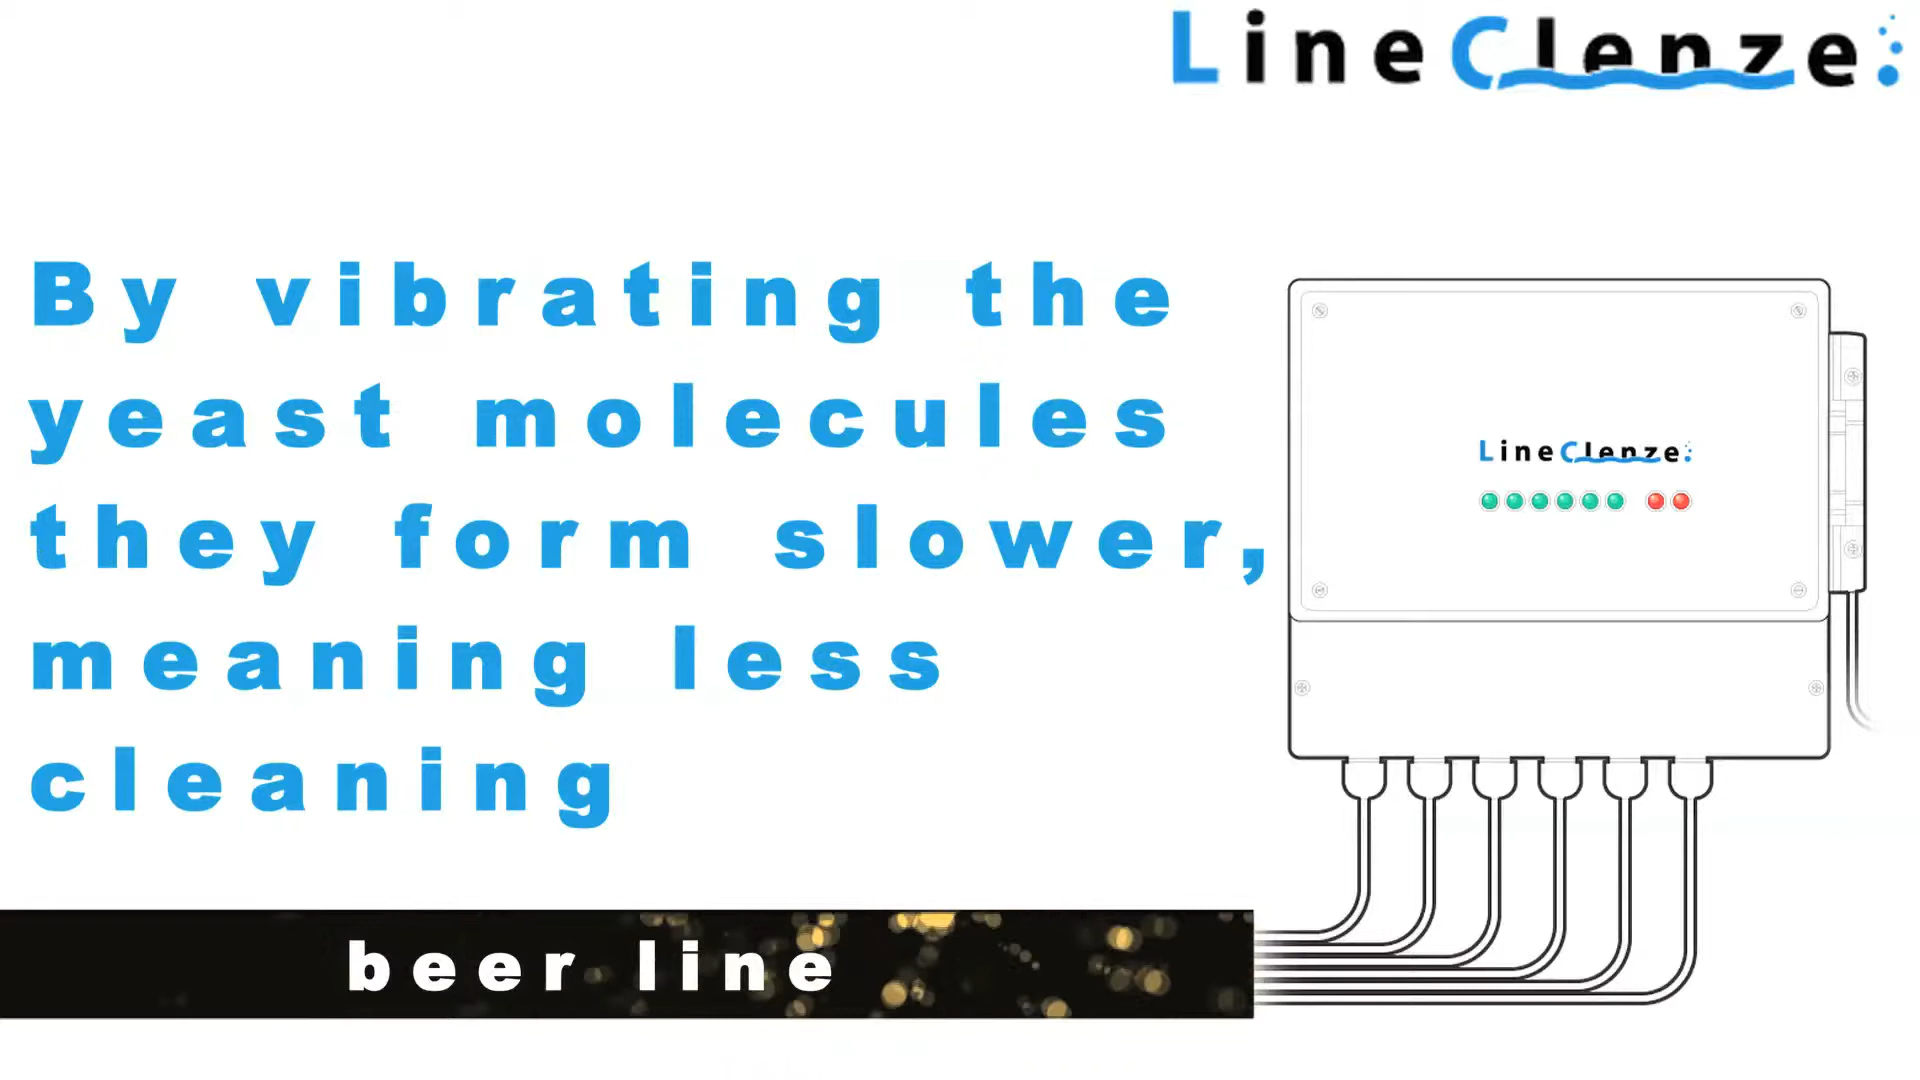 LineClenze
By vibrating the
yeast molecules
they form slower,
meaning less
cleaning
LineClenze
beer line